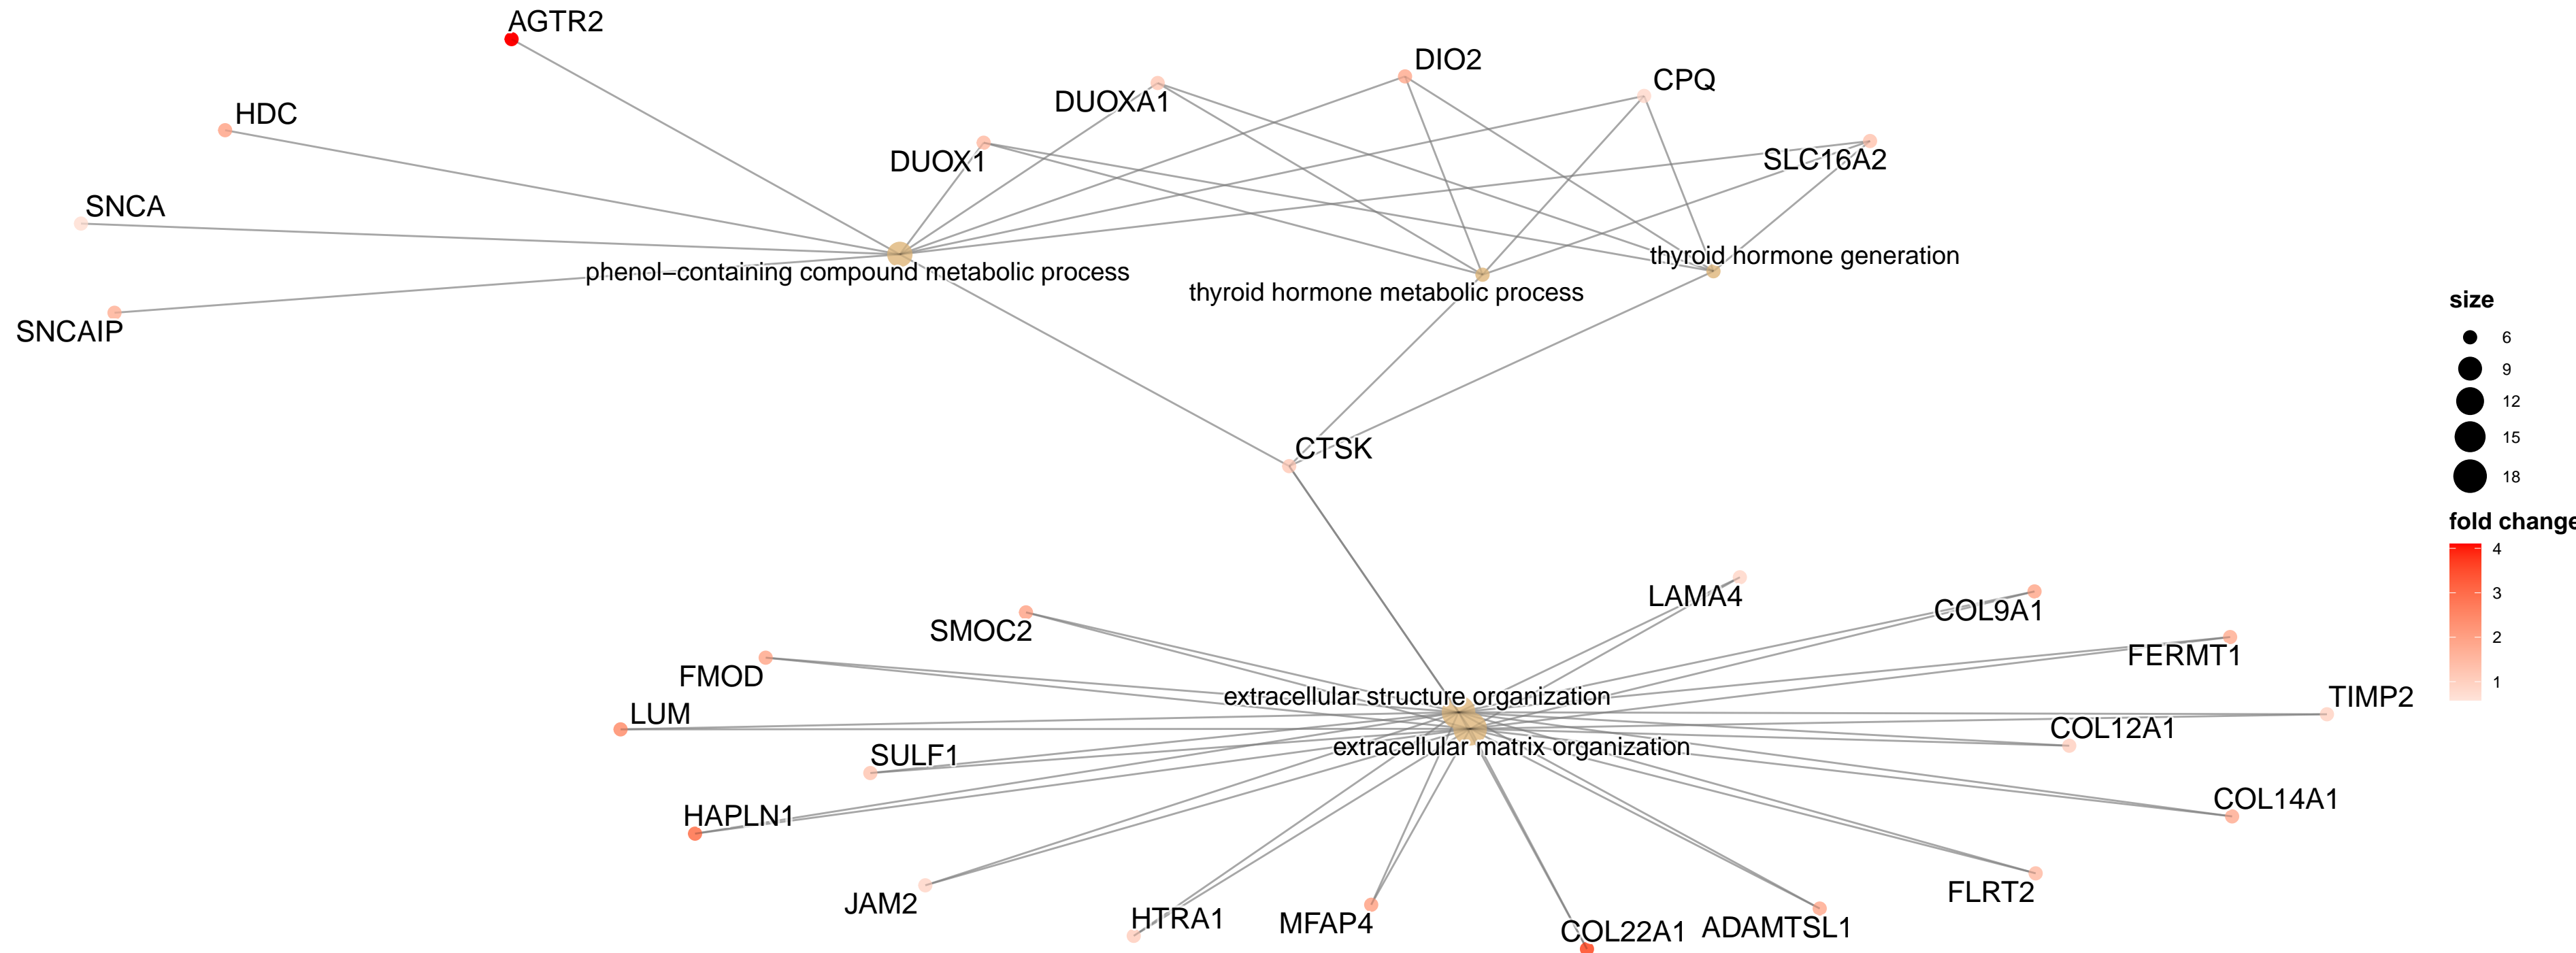 AGTR2
DIO2
CPQ
DUOXA1
HDC
DUOX1
SLC16A2
SNCA
thyroid hormone generation
phenol−containing compound metabolic process
thyroid hormone metabolic process
SNCAIP
CTSK
size
6
9
12
15
18
fold change
4
3
2
1
LAMA4
COL9A1
SMOC2
FERMT1
FMOD
extracellular structure organization
TIMP2
LUM
COL12A1
extracellular matrix organization
SULF1
COL14A1
HAPLN1
FLRT2
JAM2
HTRA1
MFAP4
ADAMTSL1
COL22A1